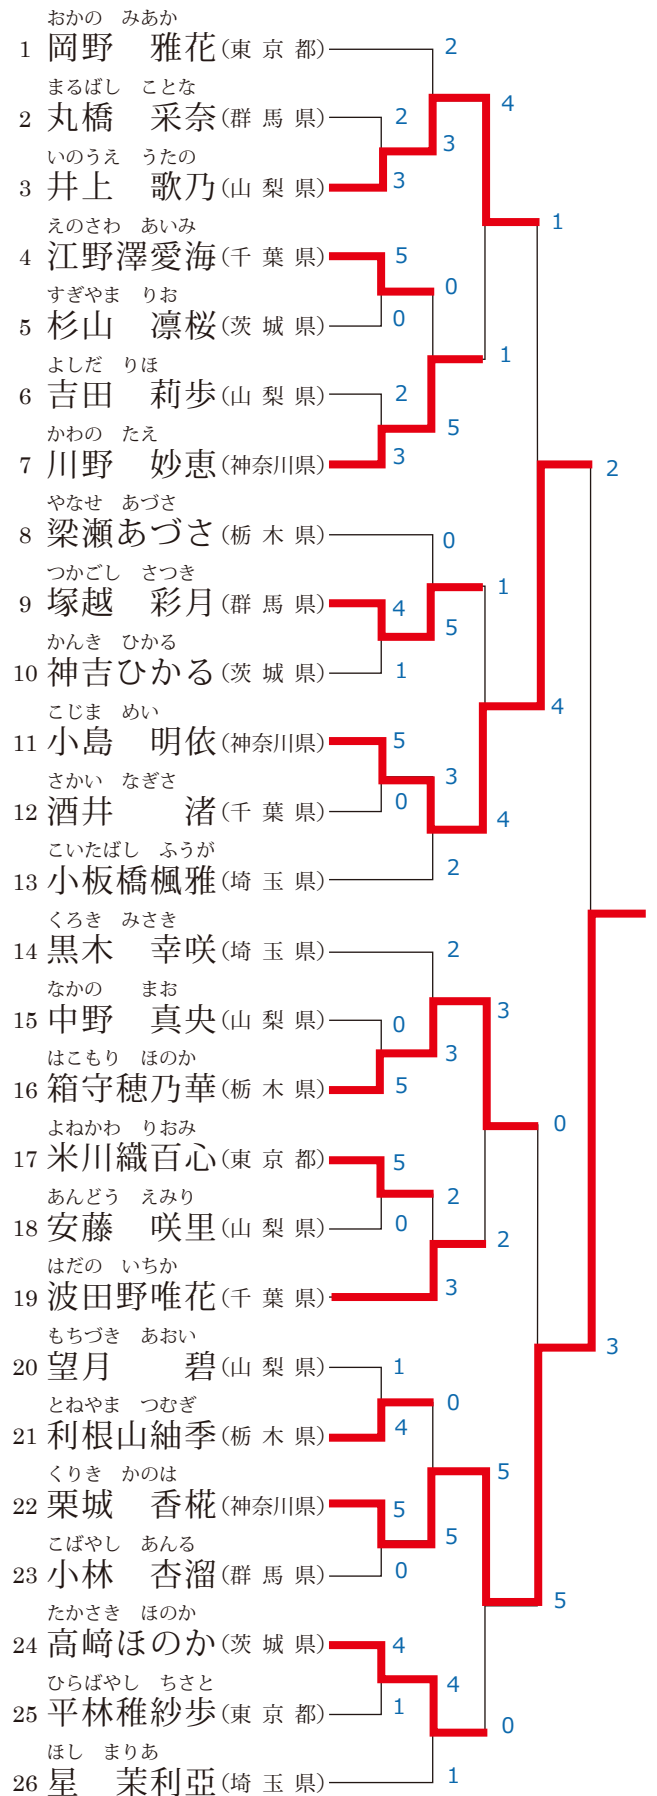 おかの みあか
1 岡野 雅花(東 京 都) 2
4
まるばし ことな
2 丸橋 采奈(群 馬 県) 2
3
いのうえ うたの
3 井上 歌乃(山 梨 県) 3
1
えのさわ あいみ
4 江野澤愛海(千 葉 県) 5
0
すぎやま りお
5 杉山 凛桜(茨 城 県) 0
1
よしだ りほ
6 吉田 莉歩(山 梨 県) 2
5
かわの たえ
7 川野 妙恵(神奈川県) 3
2
やなせ あづさ
8 梁瀬あづさ(栃 木 県) 0
1
つかごし さつき
9 塚越 彩月(群 馬 県) 4
5
かんき ひかる
10 神吉ひかる(茨 城 県) 1
4
こじま めい
11 小島 明依(神奈川県) 5
3
さかい なぎさ
12 酒井 渚(千 葉 県) 0
4
こいたばし ふうが
13 小板橋楓雅(埼 玉 県) 2
くろき みさき
14 黒木 幸咲(埼 玉 県) 2
3
なかの まお
15 中野 真央(山 梨 県) 0
3
はこもり ほのか
16 箱守穂乃華(栃 木 県) 5
0
よねかわ りおみ
17 米川織百心(東 京 都) 5
2
あんどう えみり
18 安藤 咲里(山 梨 県) 0
2
はだの いちか
19 波田野唯花(千 葉 県) 3
3
もちづき あおい
20 望月 碧(山 梨 県) 1
0
とねやま つむぎ
21 利根山紬季(栃 木 県) 4
5
くりき かのは
22 栗城 香椛(神奈川県) 5
5
こばやし あんる
23 小林 杏溜(群 馬 県) 0
5
たかさき ほのか
24 高﨑ほのか(茨 城 県) 4
4
ひらばやし ちさと
25 平林稚紗歩(東 京 都) 1
0
ほし まりあ
26 星 茉利亞(埼 玉 県) 1